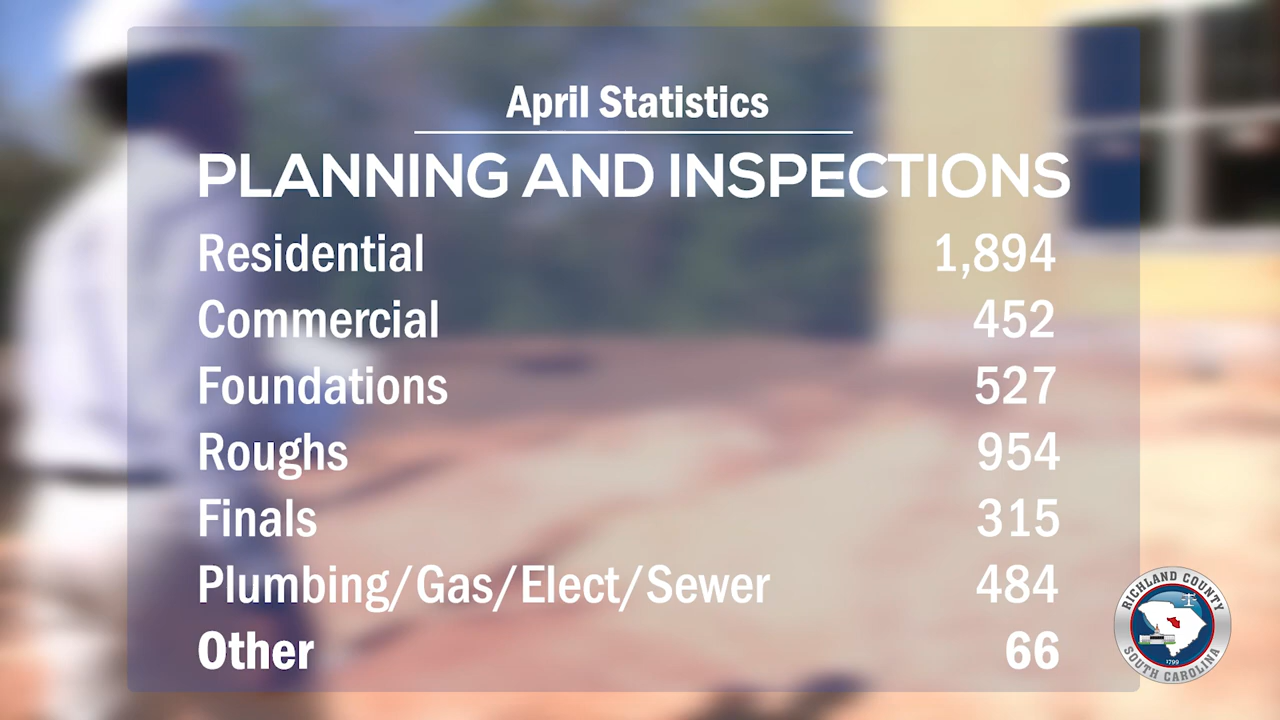 April Statistics
PLANNING AND INSPECTIONS
Residential 1,894
Commercial 452
Foundations 527
Roughs 954
Finals 315
Plumbing/Gas/Elect/Sewer 484
Other 66
RICHLAND COUNTY
1799
SOUTH CAROLINA